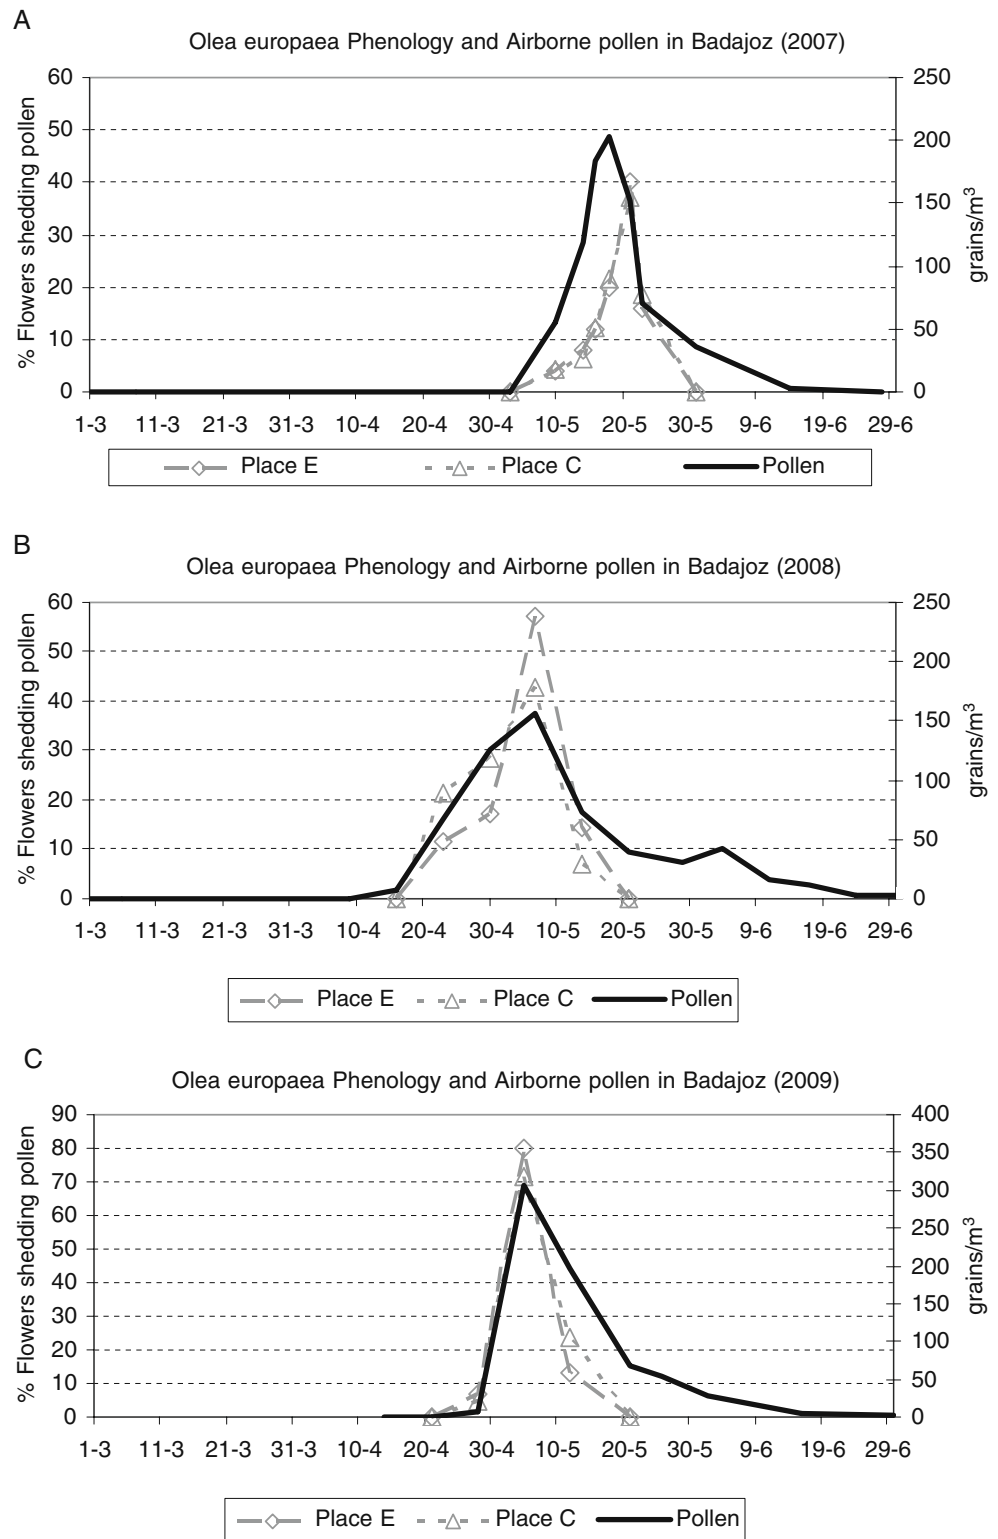 A
Olea europaea Phenology and Airborne pollen in Badajoz (2007)
% Flowers shedding pollen
60
50
40
30
20
10
0
250
200
150
100
50
0
grains/m³
1-3 11-3 21-3 31-3 10-4 20-4 30-4 10-5 20-5 30-5 9-6 19-6 29-6
Place E Place C Pollen
B
Olea europaea Phenology and Airborne pollen in Badajoz (2008)
% Flowers shedding pollen
60
50
40
30
20
10
0
250
200
150
100
50
0
grains/m³
1-3 11-3 21-3 31-3 10-4 20-4 30-4 10-5 20-5 30-5 9-6 19-6 29-6
Place E Place C Pollen
C
Olea europaea Phenology and Airborne pollen in Badajoz (2009)
% Flowers shedding pollen
90
80
70
60
50
40
30
20
10
0
400
350
300
250
200
150
100
50
0
grains/m³
1-3 11-3 21-3 31-3 10-4 20-4 30-4 10-5 20-5 30-5 9-6 19-6 29-6
Place E Place C Pollen